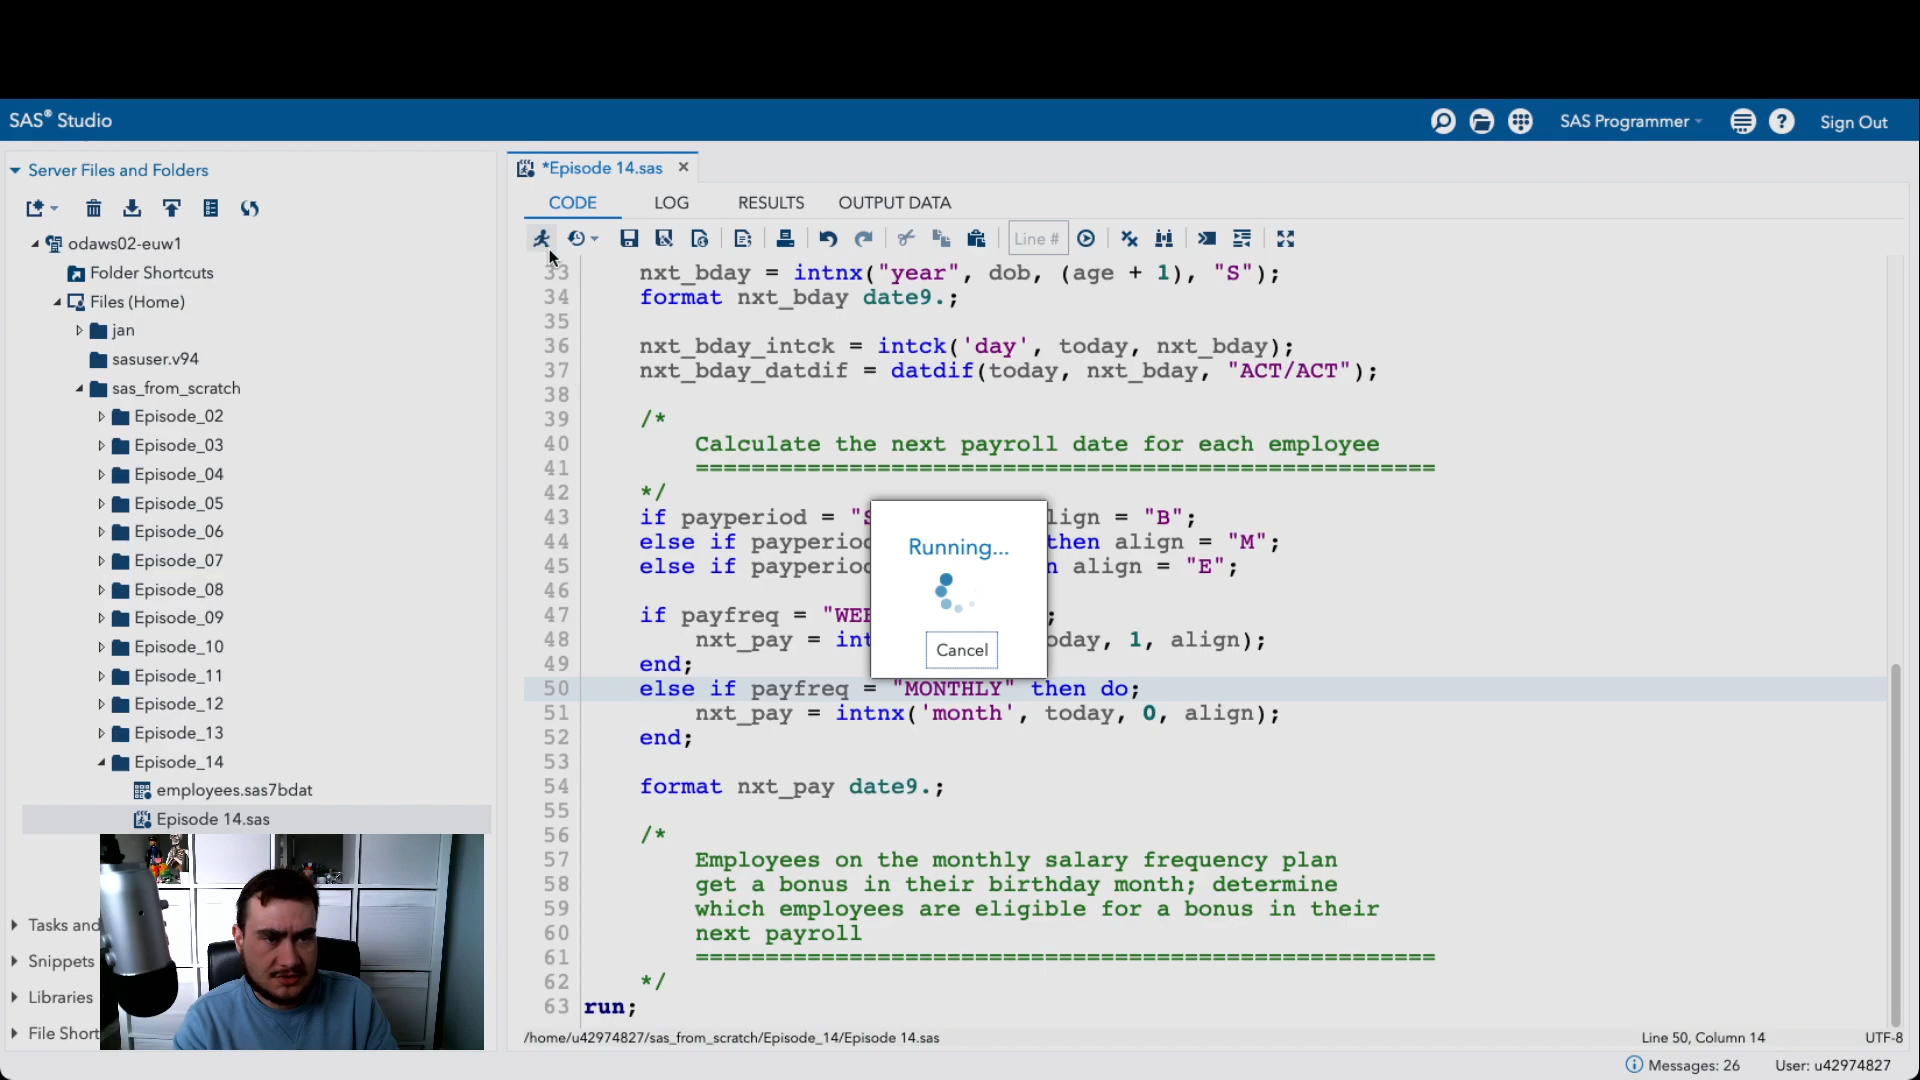 SAS® Studio
SAS Programmer
Sign Out
Server Files and Folders
*Episode 14.sas
CODE
LOG
RESULTS
OUTPUT DATA
Line #
odaws02-euw1
Folder Shortcuts
Files (Home)
jan
sasuser.v94
sas_from_scratch
Episode_02
Episode_03
Episode_04
Episode_05
Episode_06
Episode_07
Episode_08
Episode_09
Episode_10
Episode_11
Episode_12
Episode_13
Episode_14
employees.sas7bdat
Episode 14.sas
Tasks and
Snippets
Libraries
File Short
33 nxt_bday = intnx("year", dob, (age + 1), "S");
34 format nxt_bday date9.;
35
36 nxt_bday_intck = intck('day', today, nxt_bday);
37 nxt_bday_datdif = datdif(today, nxt_bday, "ACT/ACT");
38
39 /*
40 Calculate the next payroll date for each employee
41 =====================================================
42 */
43 if payperiod = "S lign = "B";
44 else if payperiod then align = "M";
45 else if payperiod n align = "E";
46
47 if payfreq = "WEE ;
48 nxt_pay = int oday, 1, align);
49 end;
50 else if payfreq = "MONTHLY" then do;
51 nxt_pay = intnx('month', today, 0, align);
52 end;
53
54 format nxt_pay date9.;
55
56 /*
57 Employees on the monthly salary frequency plan
58 get a bonus in their birthday month; determine
59 which employees are eligible for a bonus in their
60 next payroll
61 =====================================================
62 */
63 run;
Running...
Cancel
/home/u42974827/sas_from_scratch/Episode_14/Episode 14.sas
Line 50, Column 14
UTF-8
Messages: 26
User: u42974827